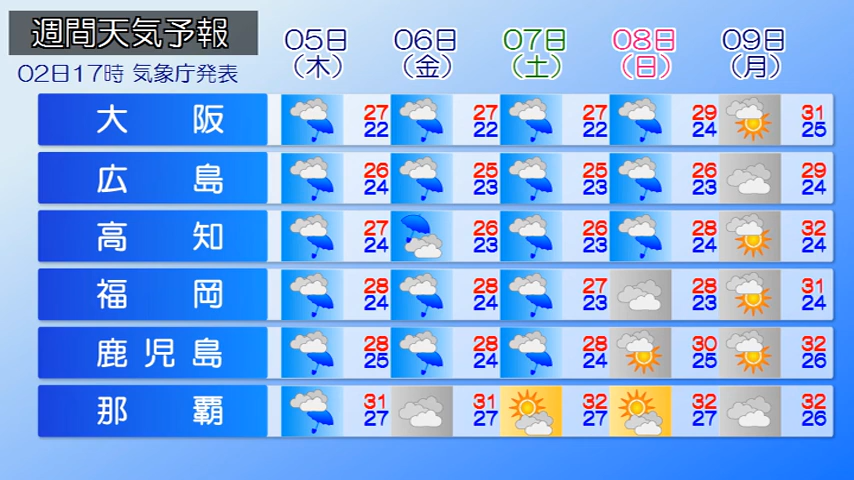 週間天気予報
02日17時 気象庁発表
05日 06日 07日 08日 09日
(木) (金) (土) (日) (月)
大阪 27 22 27 22 27 22 29 24 31 25
広島 26 24 25 23 25 23 26 23 29 24
高知 27 24 26 23 26 23 28 24 32 24
福岡 28 24 28 24 27 23 28 23 31 24
鹿児島 28 25 28 24 28 24 30 25 32 26
那覇 31 27 31 27 32 27 32 27 32 26